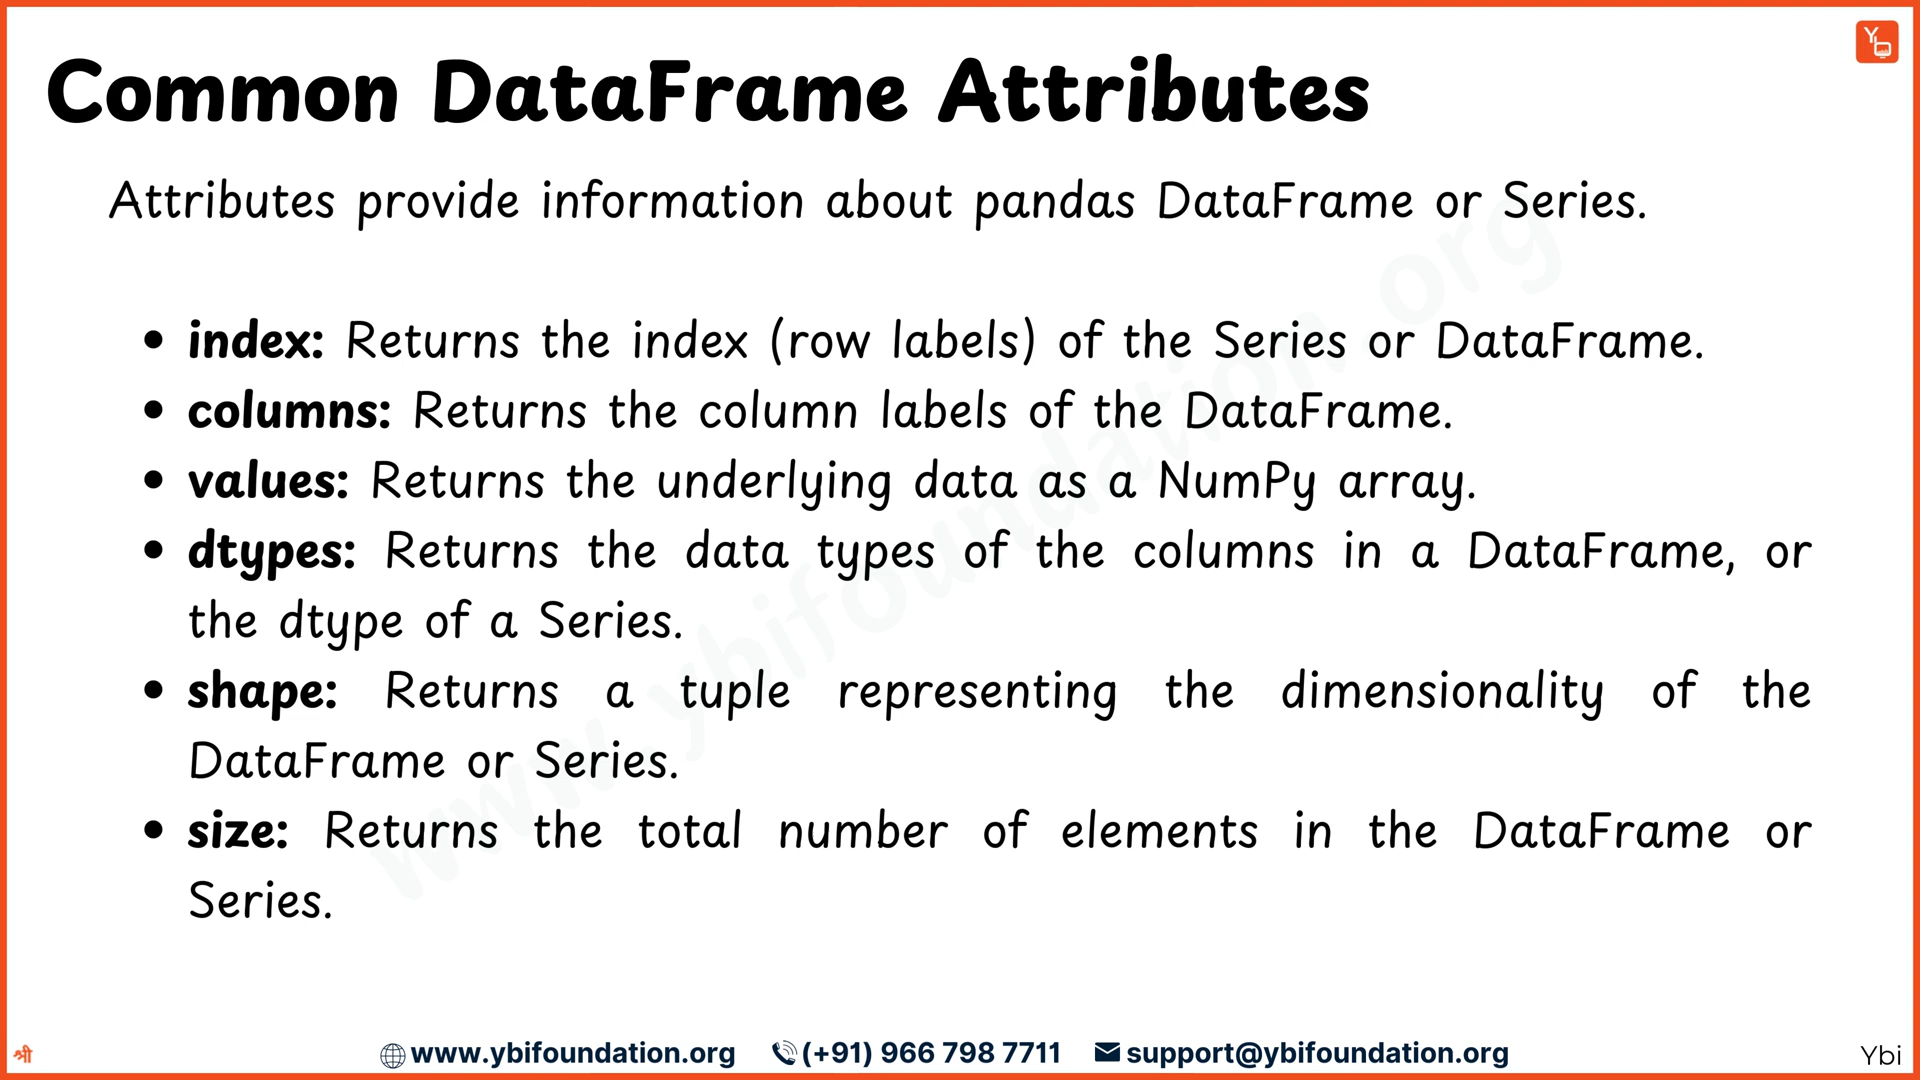 Common DataFrame Attributes
Attributes provide information about pandas DataFrame or Series.
• index: Returns the index (row labels) of the Series or DataFrame.
• columns: Returns the column labels of the DataFrame.
• values: Returns the underlying data as a NumPy array.
• dtypes: Returns the data types of the columns in a DataFrame, or
the dtype of a Series.
• shape: Returns a tuple representing the dimensionality of the
DataFrame or Series.
• size: Returns the total number of elements in the DataFrame or
Series.
www.ybifoundation.org
श्री
www.ybifoundation.org (+91) 966 798 7711 support@ybifoundation.org
Ybi